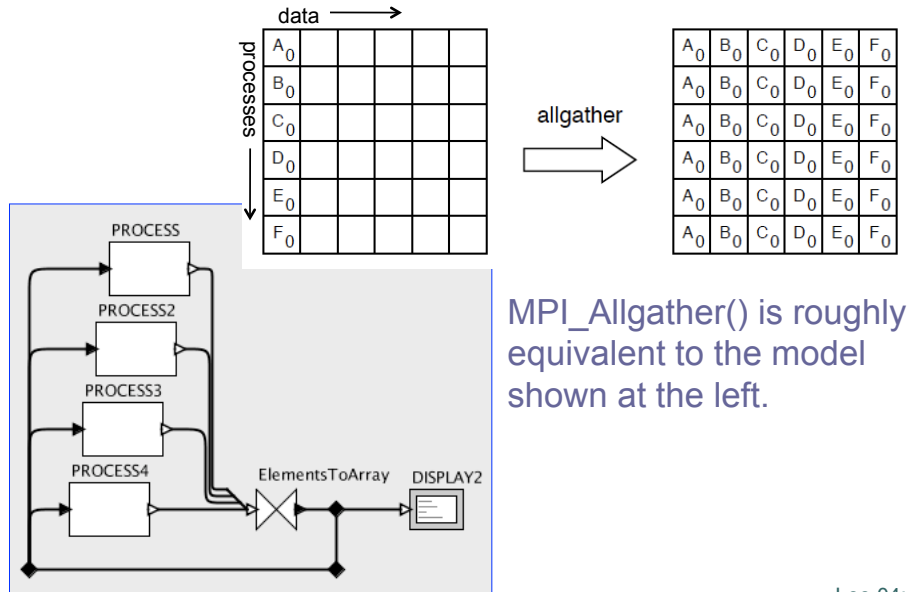 data
processes
A0
B0
C0
D0
E0
F0
allgather
A0 B0 C0 D0 E0 F0
A0 B0 C0 D0 E0 F0
A0 B0 C0 D0 E0 F0
A0 B0 C0 D0 E0 F0
A0 B0 C0 D0 E0 F0
A0 B0 C0 D0 E0 F0
PROCESS
PROCESS2
PROCESS3
PROCESS4
ElementsToArray
DISPLAY2
MPI_Allgather() is roughly
equivalent to the model
shown at the left.